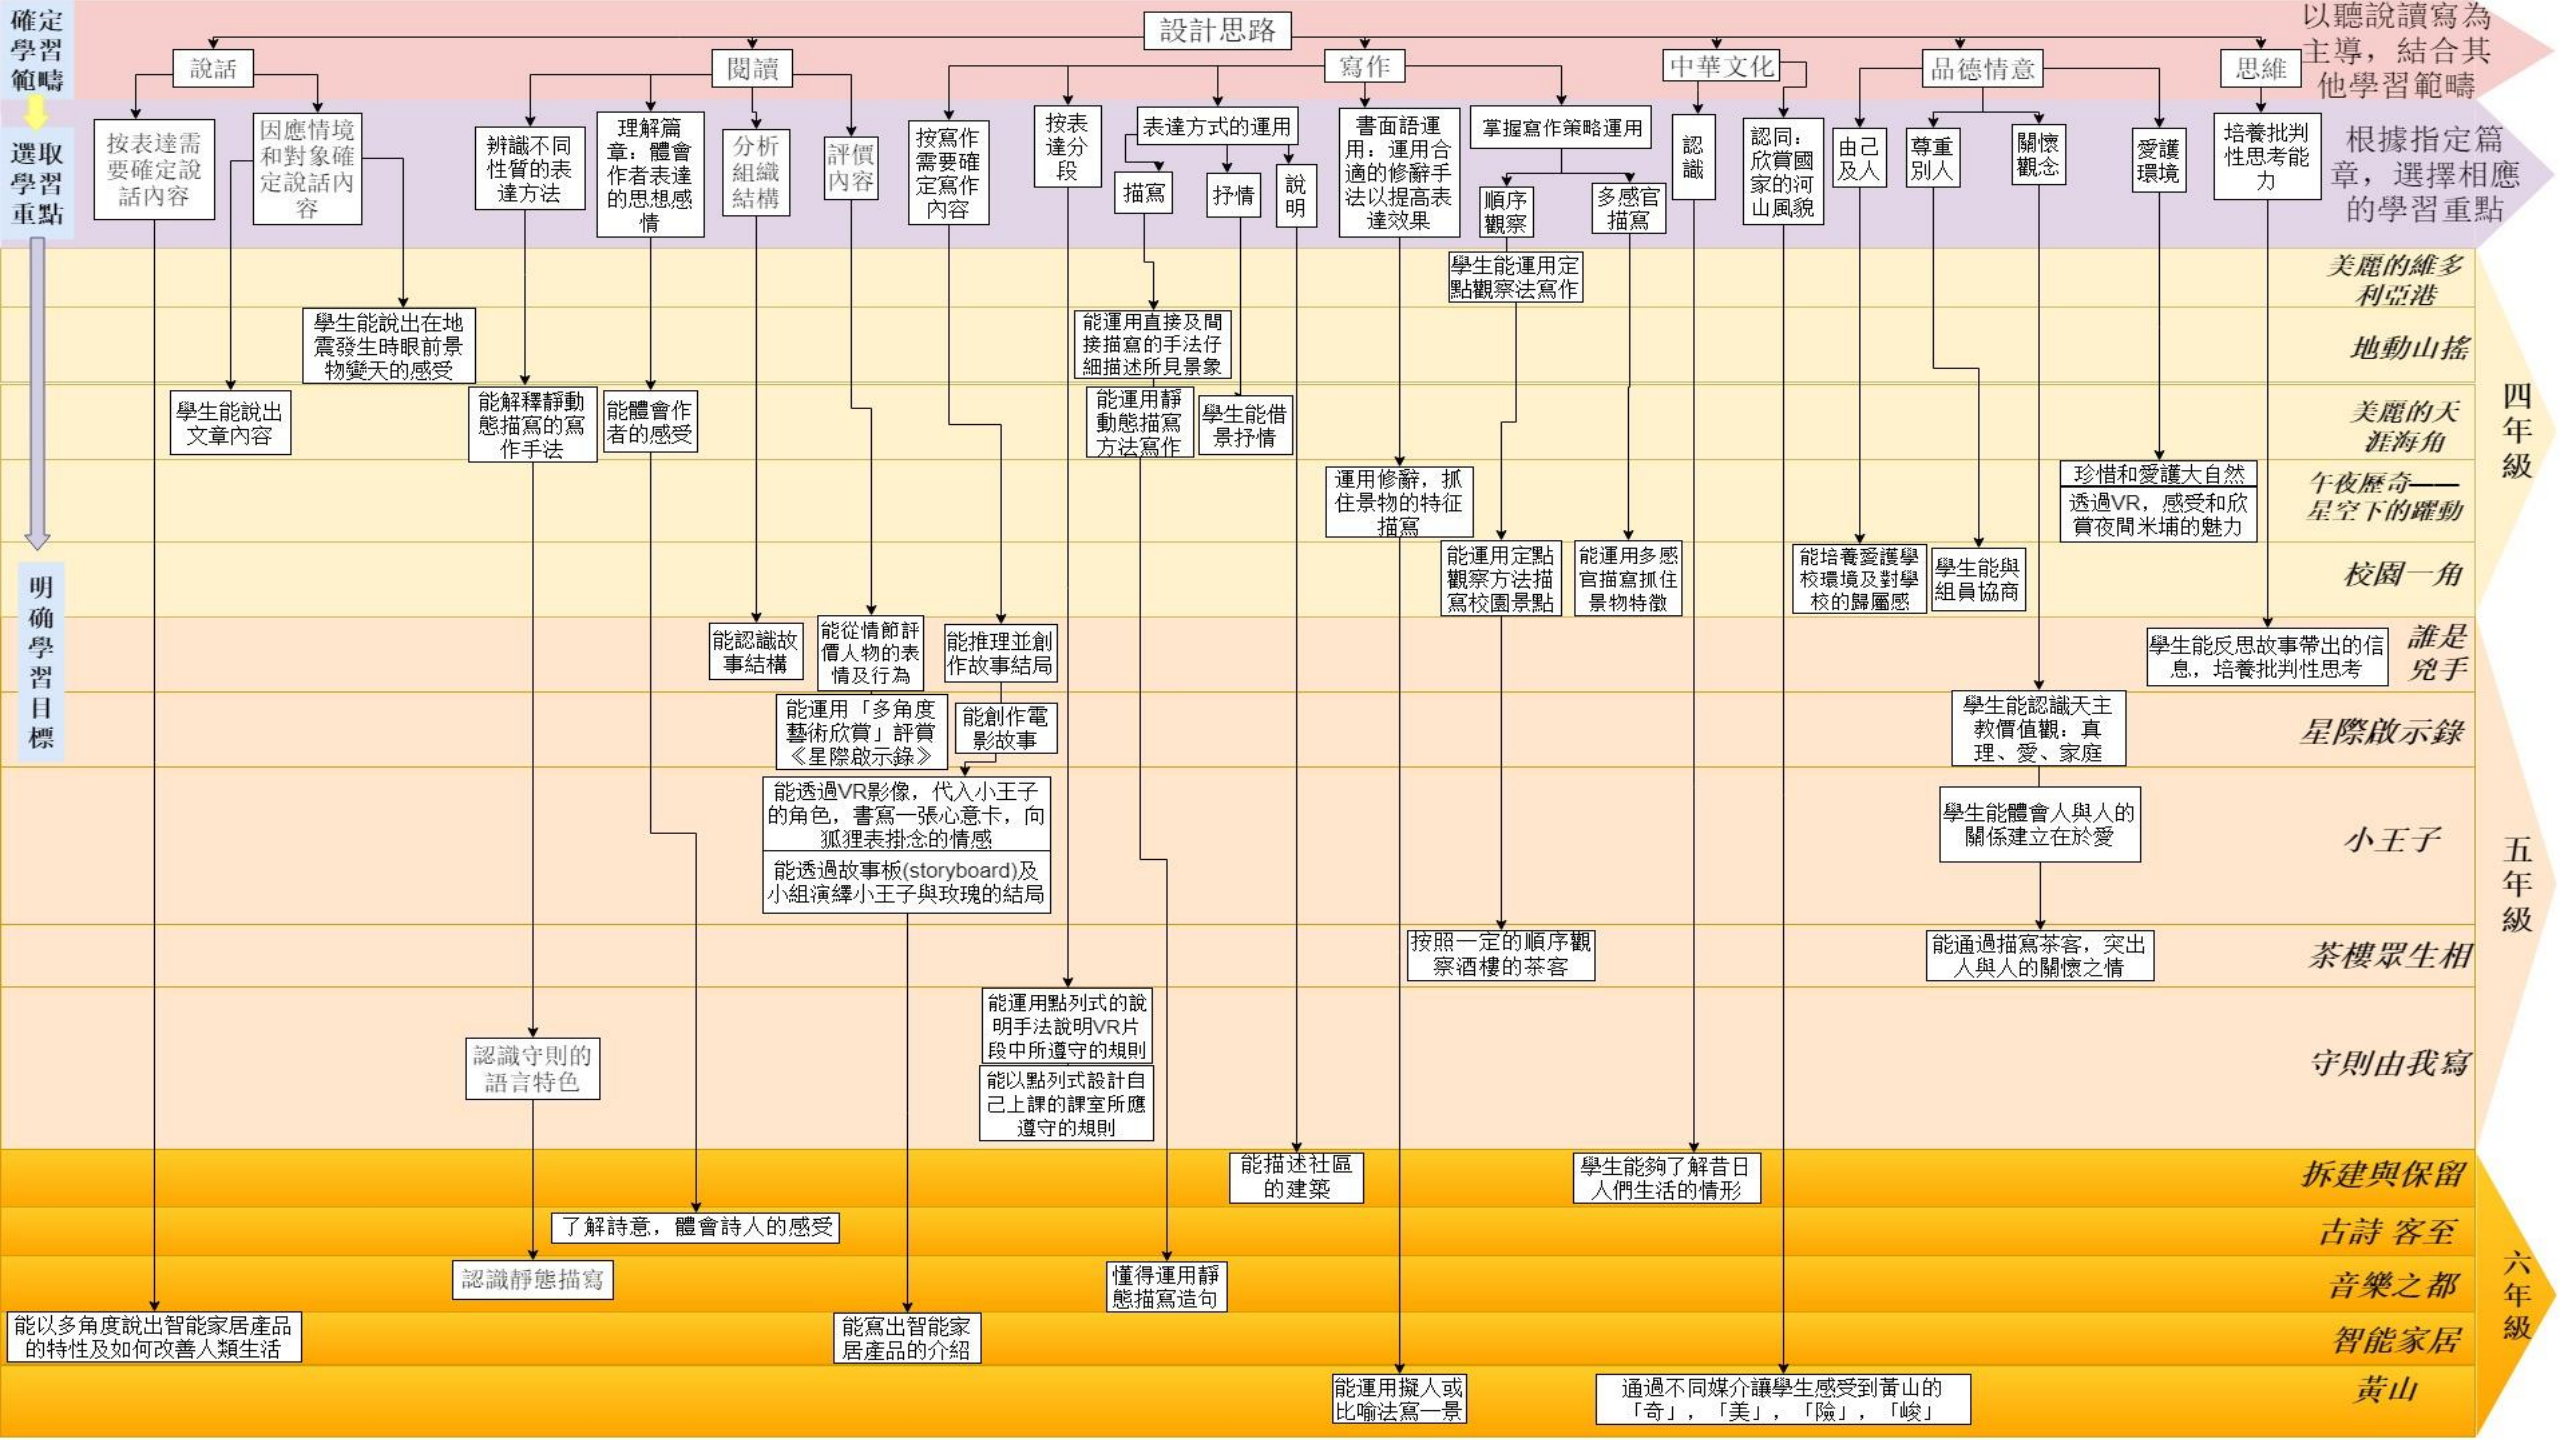 確定
學習
範疇
設計思路
以聽說讀寫為
主導，結合其
他學習範疇
說話
閱讀
寫作
中華文化
品德情意
思維
選取
學習
重點
按表達需
要確定說
話內容
因應情境
和對象確
定說話內
容
辨識不同
性質的表
達方法
理解篇
章：體會
作者表達
的思想感
情
分析
組織
結構
評價
內容
按寫作
需要確
定寫作
內容
按表
達分
段
表達方式的運用
描寫
抒情
說
明
書面語運
用：運用合
適的修辭手
法以提高表
達效果
掌握寫作策略運用
順序
觀察
多感官
描寫
認
識
認同：
欣賞國
家的河
山風貌
由己
及人
尊重
別人
關懷
觀念
愛護
環境
培養批判
性思考能
力
根據指定篇
章，選擇相應
的學習重點
明
确
學
習
目
標
學生能運用定
點觀察法寫作
美麗的維多
利亞港
學生能說出在地
震發生時眼前景
物變天的感受
能運用直接及間
接描寫的手法仔
細描述所見景象
地動山搖
學生能說出
文章內容
能解釋靜動
態描寫的寫
作手法
能體會作
者的感受
能運用靜
動態描寫
方法寫作
學生能借
景抒情
美麗的天
涯海角
四
年
級
運用修辭，抓
住景物的特征
描寫
珍惜和愛護大自然
透過VR，感受和欣
賞夜間米埔的魅力
午夜歷奇——
星空下的躍動
能運用定點
觀察方法描
寫校園景點
能運用多感
官描寫抓住
景物特徵
能培養愛護學
校環境及對學
校的歸屬感
學生能與
組員協商
校園一角
能認識故
事結構
能從情節評
價人物的表
情及行為
能推理並創
作故事結局
學生能反思故事帶出的信
息，培養批判性思考
誰是
兇手
能運用「多角度
藝術欣賞」評賞
《星際啟示錄》
能創作電
影故事
學生能認識天主
教價值觀：真
理、愛、家庭
星際啟示錄
能透過VR影像，代入小王子
的角色，書寫一張心意卡，向
狐狸表掛念的情感
能透過故事板(storyboard)及
小組演繹小王子與玫瑰的結局
學生能體會人與人的
關係建立在於愛
小王子
五
年
級
按照一定的順序觀
察酒樓的茶客
能通過描寫茶客，突出
人與人的關懷之情
茶樓眾生相
認識守則的
語言特色
能運用點列式的說
明手法說明VR片
段中所遵守的規則
能以點列式設計自
己上課的課室所應
遵守的規則
守則由我寫
能描述社區
的建築
學生能夠了解昔日
人們生活的情形
拆建與保留
了解詩意，體會詩人的感受
古詩 客至
認識靜態描寫
懂得運用靜
態描寫造句
音樂之都
六
年
級
能以多角度說出智能家居產品
的特性及如何改善人類生活
能寫出智能家
居產品的介紹
智能家居
能運用擬人或
比喻法寫一景
通過不同媒介讓學生感受到黃山的
「奇」，「美」，「險」，「峻」
黃山